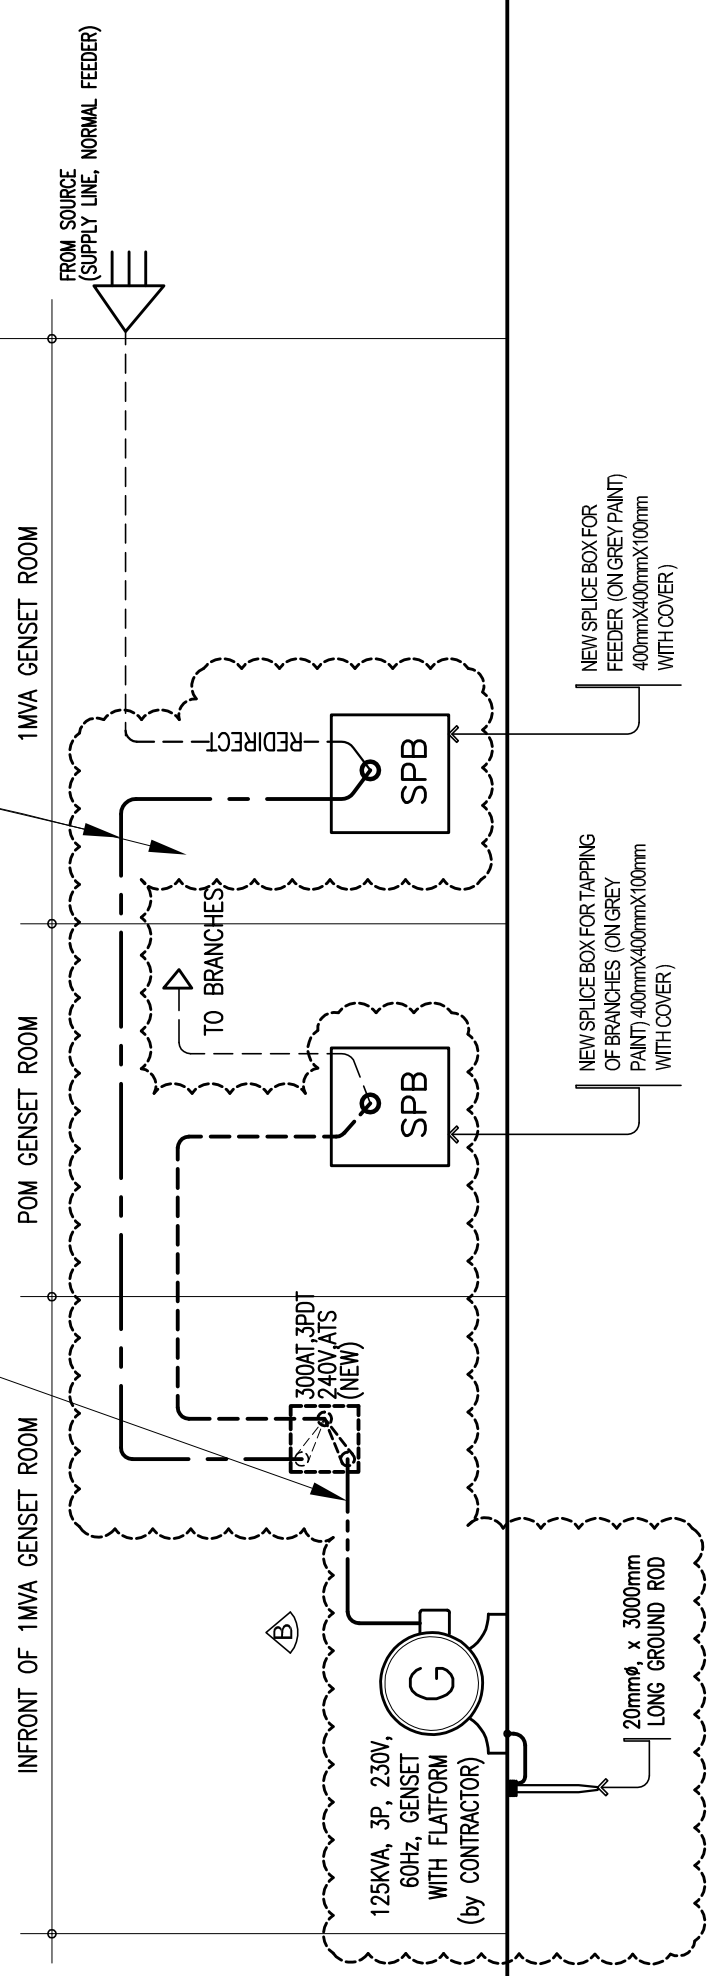 INFRONT OF 1MVA GENSET ROOM
POM GENSET ROOM
1MVA GENSET ROOM
FROM SOURCE
(SUPPLY LINE, NORMAL FEEDER)
REDIRECT
TO BRANCHES
SPB
SPB
300AT,3PDT
240V,ATS
(NEW)
B
G
125KVA, 3P, 230V,
60Hz, GENSET
WITH FLATFORM
(by CONTRACTOR)
20mmø, x 3000mm
LONG GROUND ROD
NEW SPLICE BOX FOR TAPPING
OF BRANCHES (ON GREY
PAINT) 400mmX400mmX100mm
WITH COVER )
NEW SPLICE BOX FOR
FEEDER (ON GREY PAINT)
400mmX400mmX100mm
WITH COVER )